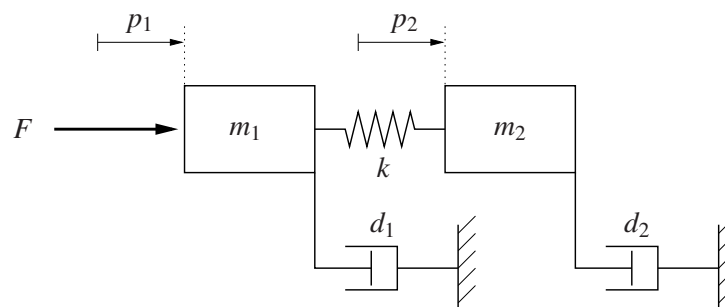 p₁
p₂
F
m₁
m₂
k
d₁
d₂